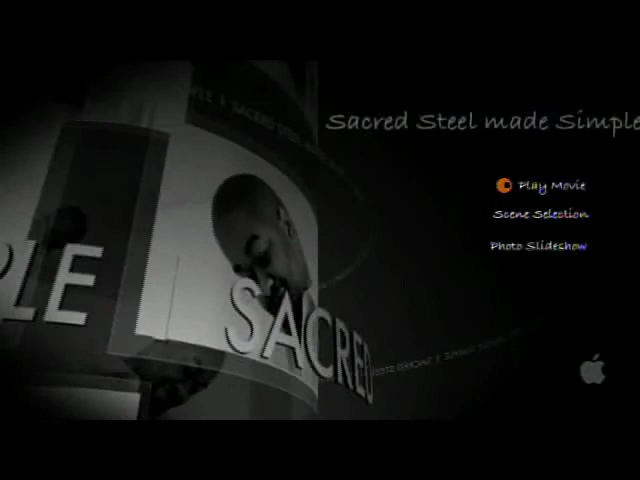 Sacred Steel made Simple
Play Movie
Scene Selection
Photo Slideshow
PLE
SACRED